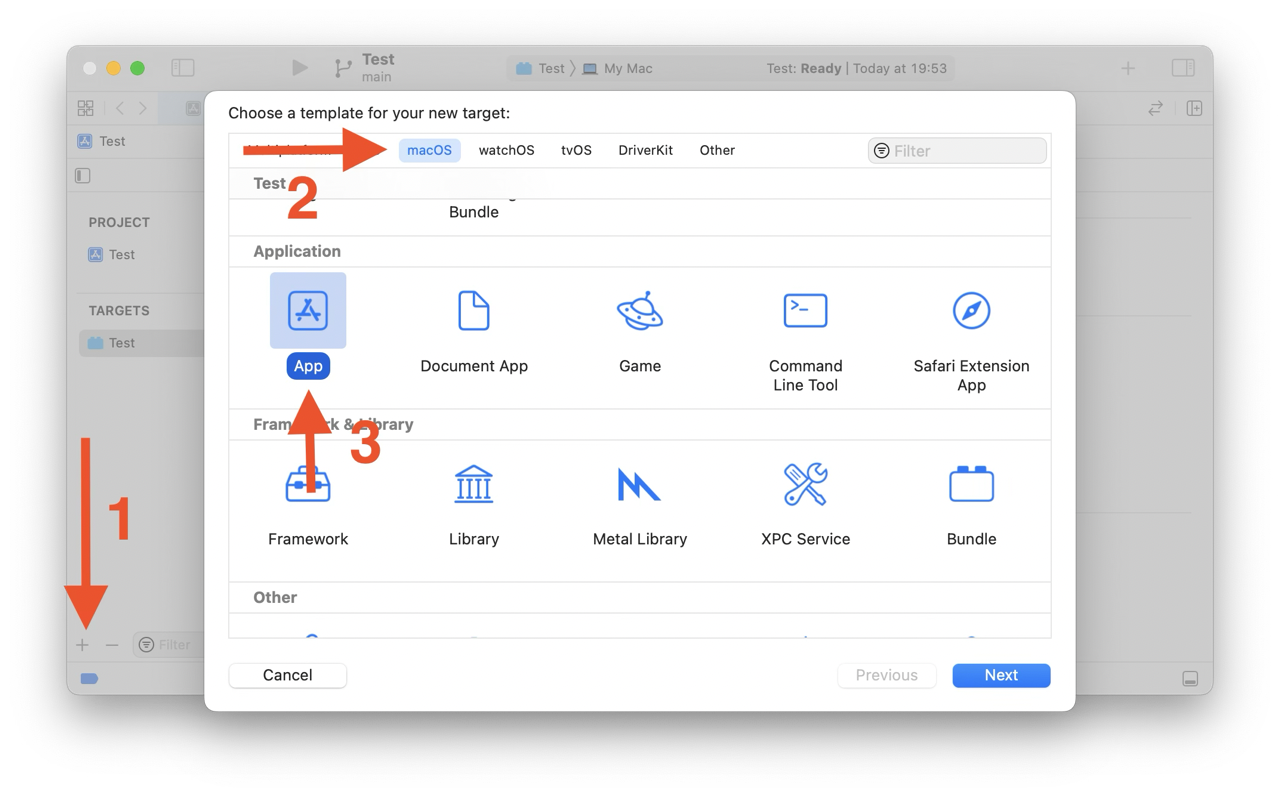 Test
main
Test
My Mac
Test: Ready | Today at 19:53
Test
PROJECT
Test
TARGETS
Test
Filter
Choose a template for your new target:
macOS
watchOS
tvOS
DriverKit
Other
Filter
Test
Bundle
Application
App
Document App
Game
Command
Line Tool
Safari Extension
App
Framework & Library
Framework
Library
Metal Library
XPC Service
Bundle
Other
Cancel
Previous
Next
1
2
3